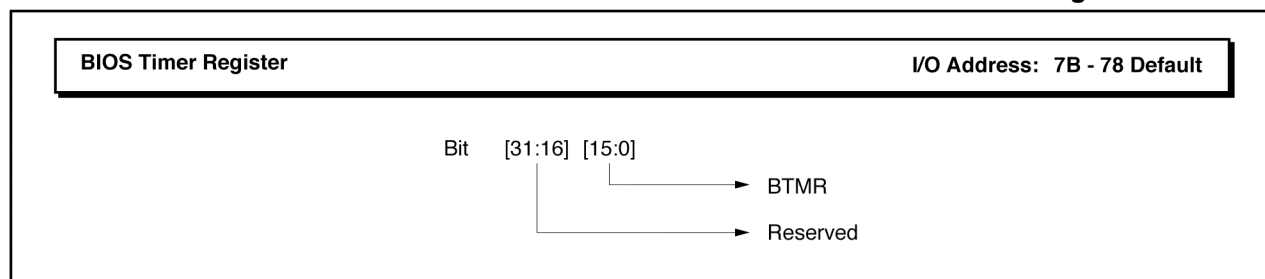 BIOS Timer Register I/O Address: 7B - 78 Default
Bit [31:16] [15:0]
BTMR
Reserved